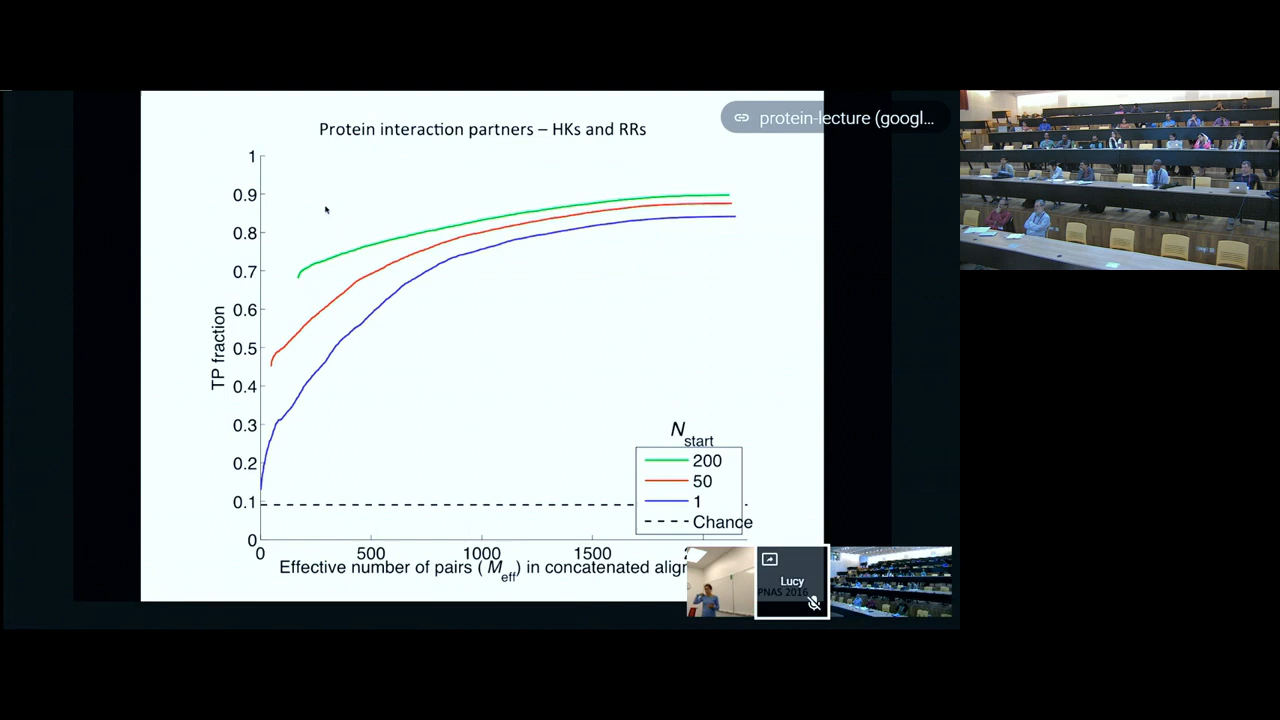 Protein interaction partners – HKs and RRs
protein-lecture (googl...
1
0.9
0.8
0.7
0.6
0.5
0.4
0.3
0.2
0.1
0
TP fraction
0 500 1000 1500
Effective number of pairs (Meff) in concatenated align
Nstart
200
50
1
Chance
Lucy
PNAS 2016